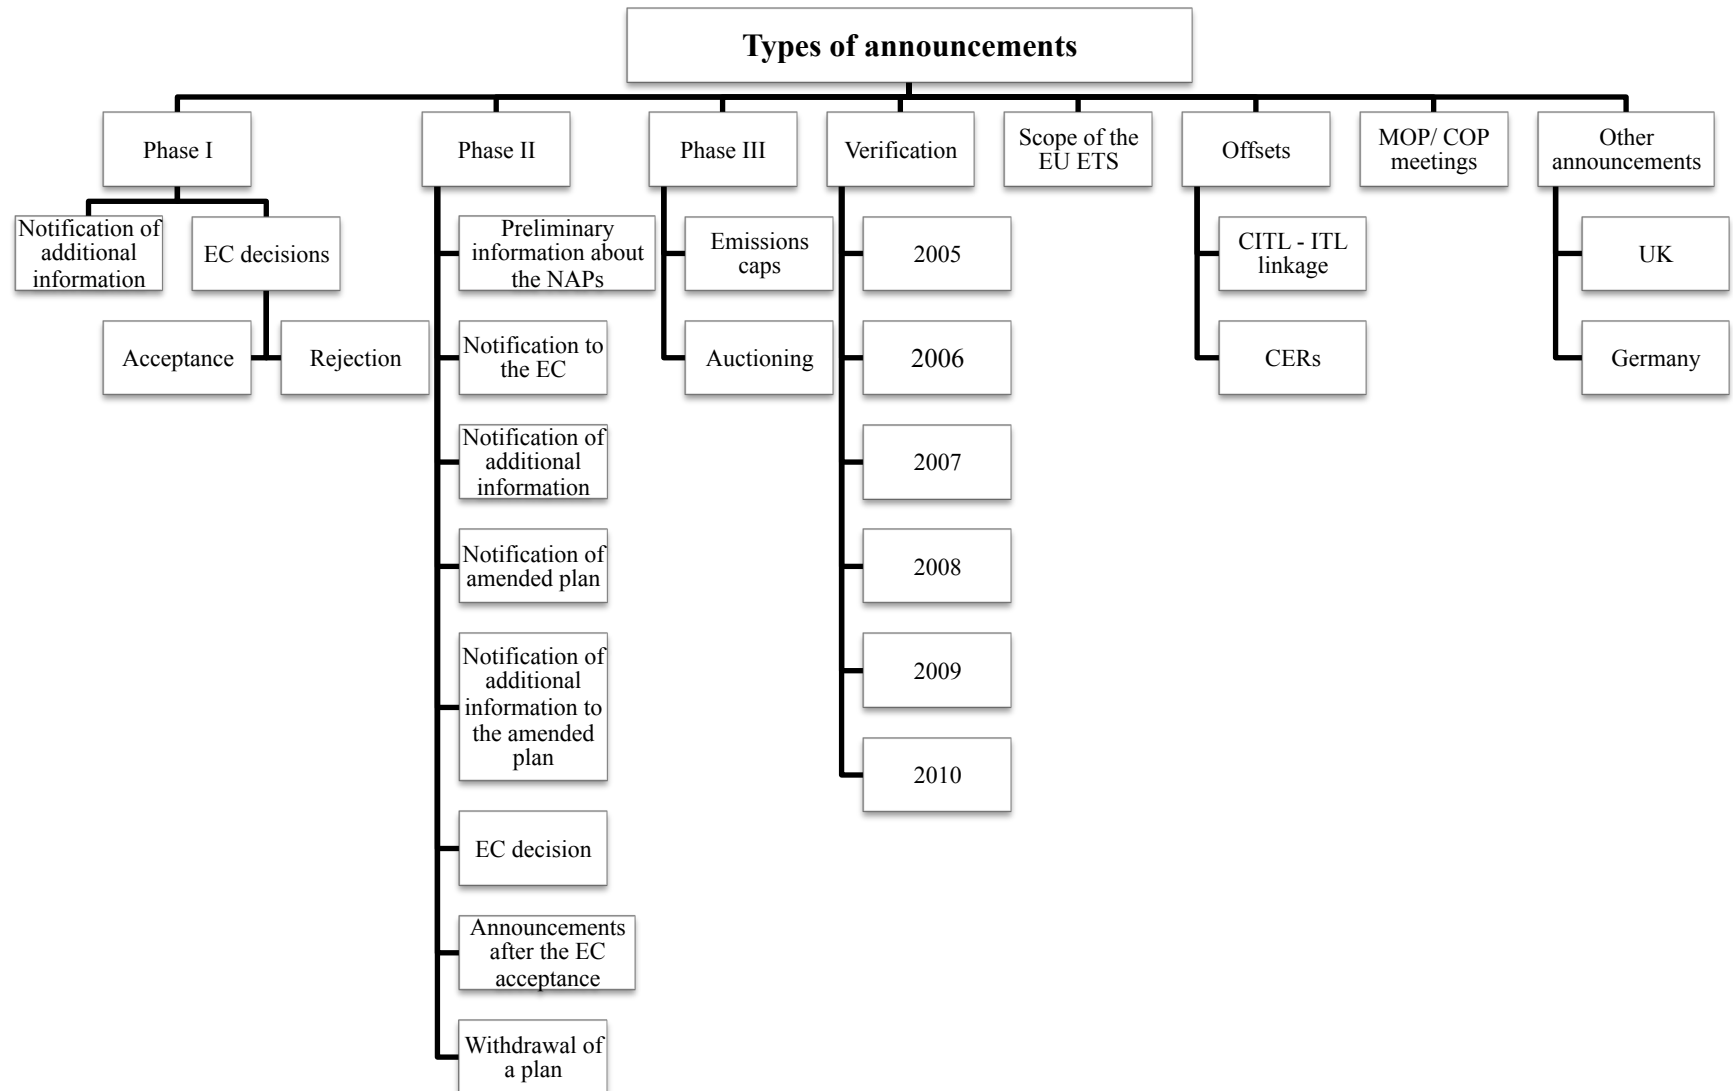 Types of announcements
Phase I
Phase II
Phase III
Verification
Scope of the
EU ETS
Offsets
MOP/ COP
meetings
Other
announcements
Notification of
additional
information
EC decisions
Acceptance
Rejection
Preliminary
information about
the NAPs
Notification to
the EC
Notification of
additional
information
Notification of
amended plan
Notification of
additional
information to
the amended
plan
EC decision
Announcements
after the EC
acceptance
Withdrawal of
a plan
Emissions
caps
Auctioning
2005
2006
2007
2008
2009
2010
CITL - ITL
linkage
CERs
UK
Germany